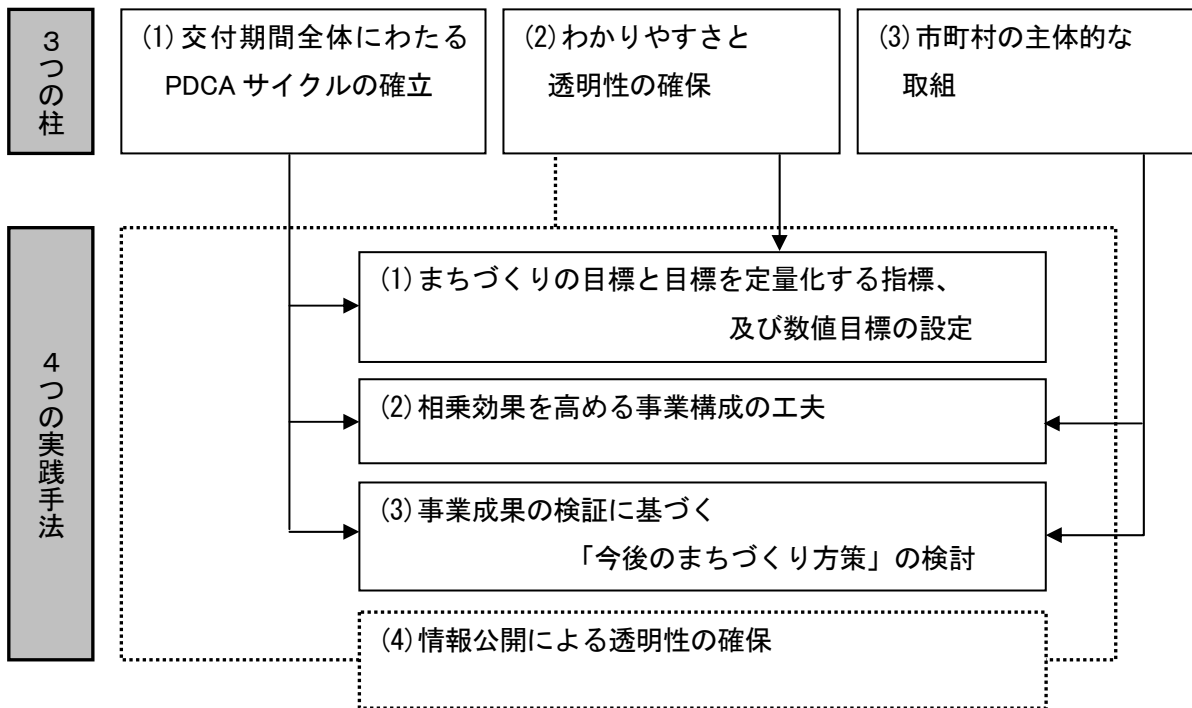 3つの柱
(1)交付期間全体にわたる
PDCAサイクルの確立
(2)わかりやすさと
透明性の確保
(3)市町村の主体的な
取組
4つの実践手法
(1)まちづくりの目標と目標を定量化する指標、
及び数値目標の設定
(2)相乗効果を高める事業構成の工夫
(3)事業成果の検証に基づく
「今後のまちづくり方策」の検討
(4)情報公開による透明性の確保